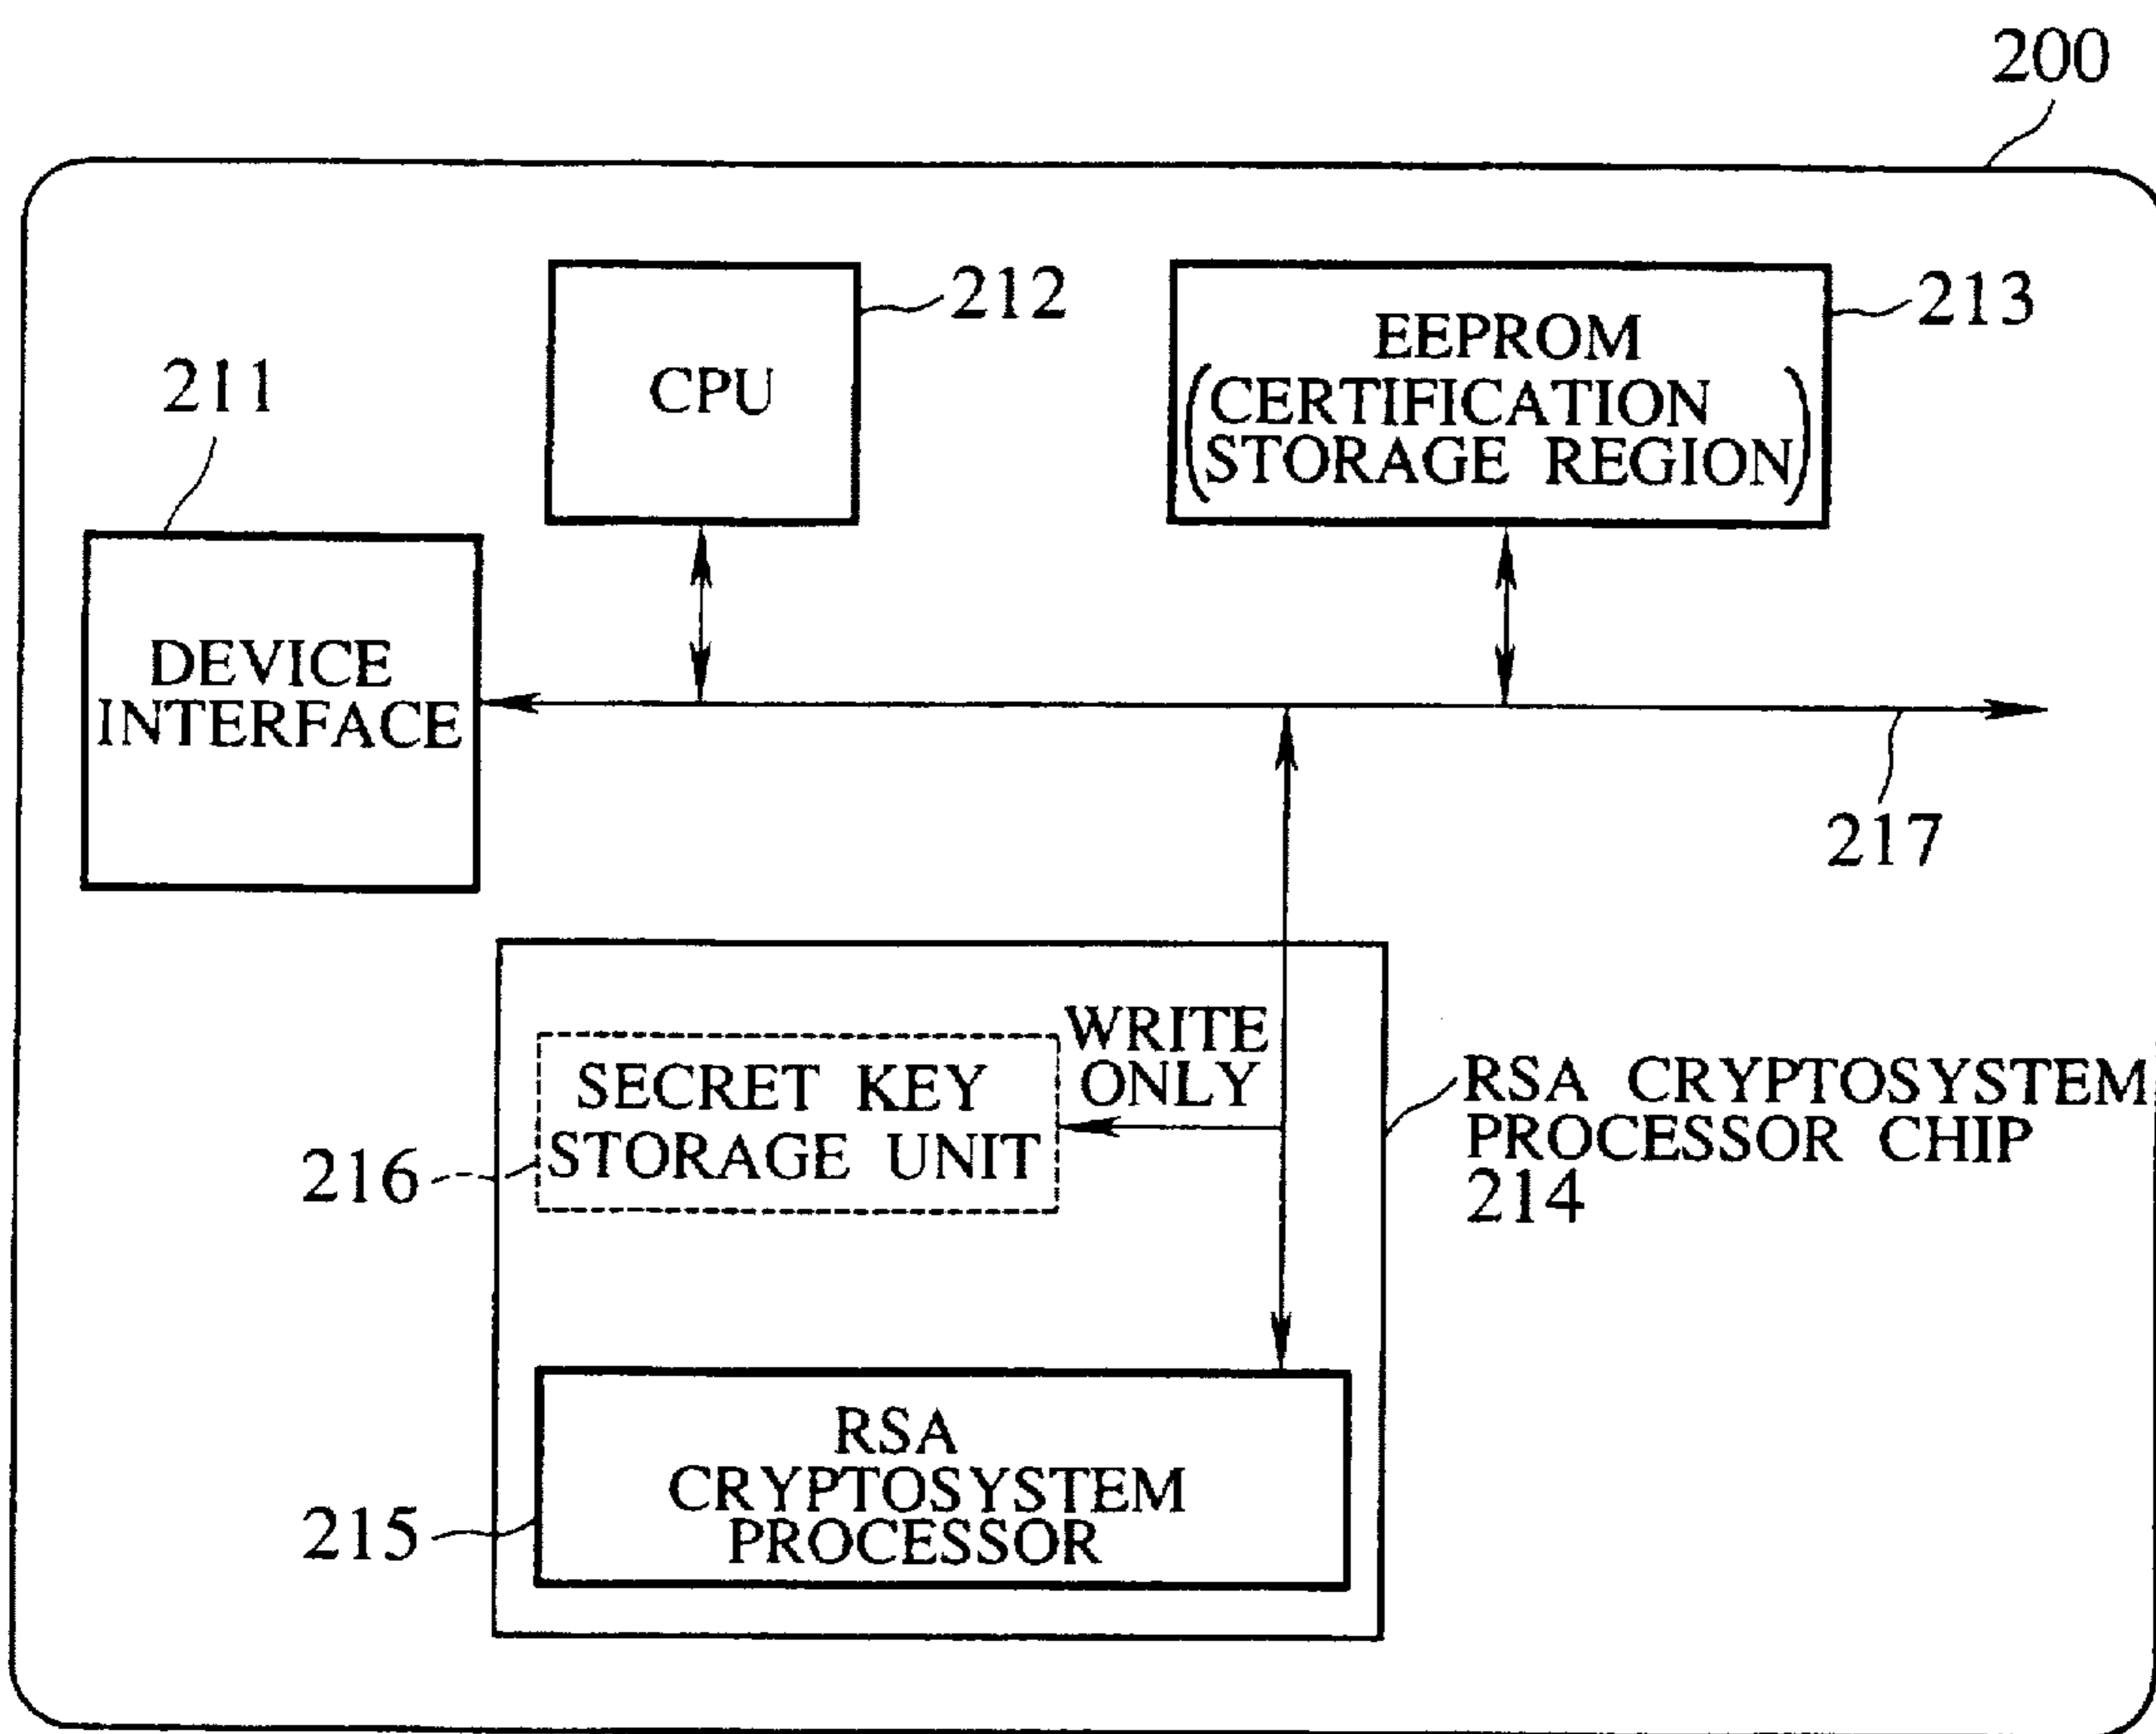 200
212
213
EEPROM
(CERTIFICATION
STORAGE REGION)
211
CPU
DEVICE
INTERFACE
217
WRITE
ONLY
SECRET KEY
STORAGE UNIT
216
RSA CRYPTOSYSTEM
PROCESSOR CHIP
214
RSA
CRYPTOSYSTEM
PROCESSOR
215